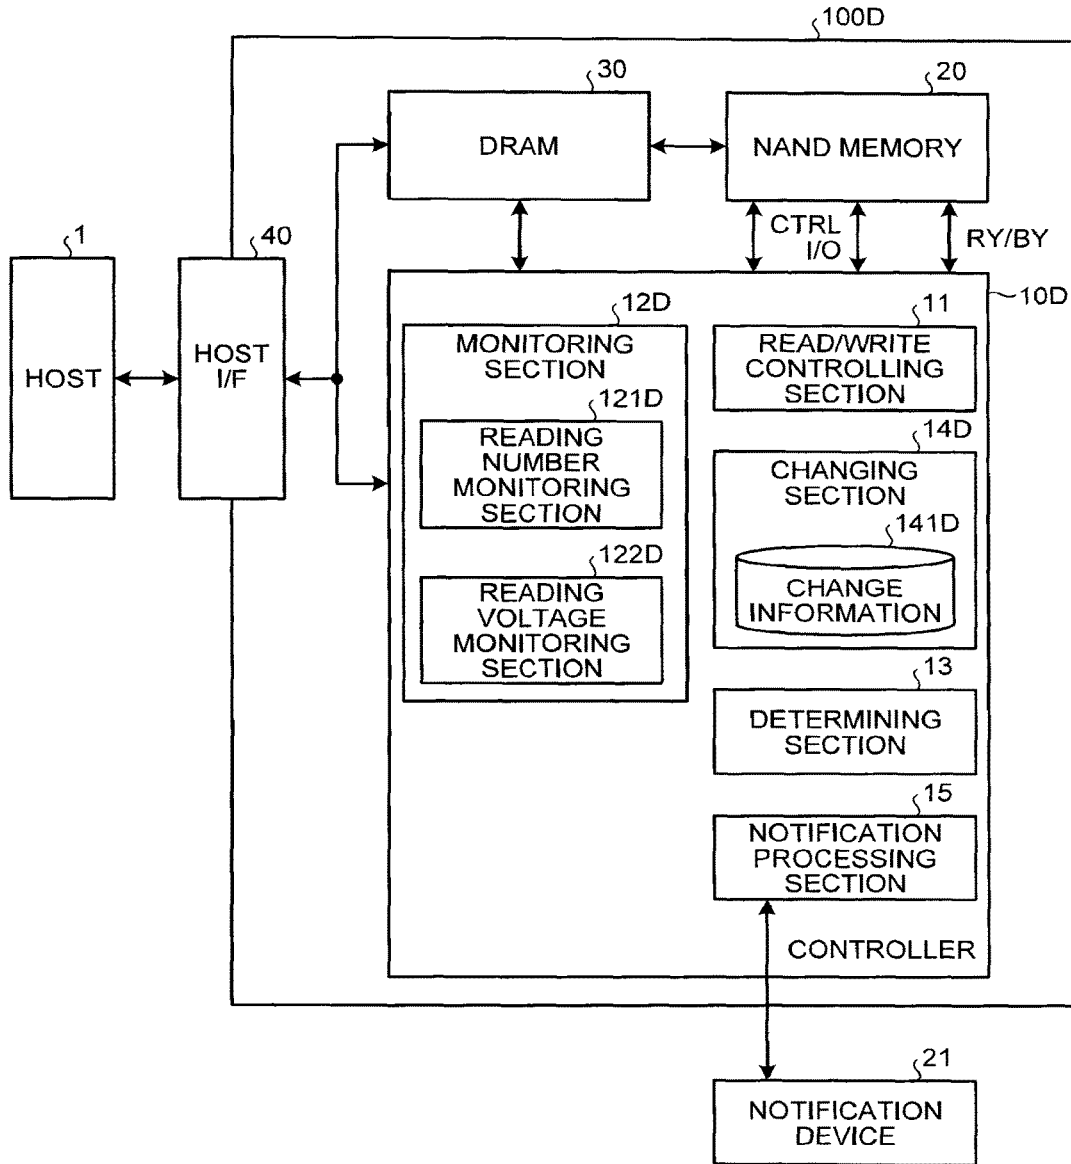 100D
30
20
DRAM
NAND MEMORY
1
40
CTRL
I/O
RY/BY
10D
HOST
HOST
I/F
12D
MONITORING
SECTION
121D
READING
NUMBER
MONITORING
SECTION
122D
READING
VOLTAGE
MONITORING
SECTION
11
READ/WRITE
CONTROLLING
SECTION
14D
CHANGING
SECTION
141D
CHANGE
INFORMATION
13
DETERMINING
SECTION
15
NOTIFICATION
PROCESSING
SECTION
CONTROLLER
21
NOTIFICATION
DEVICE